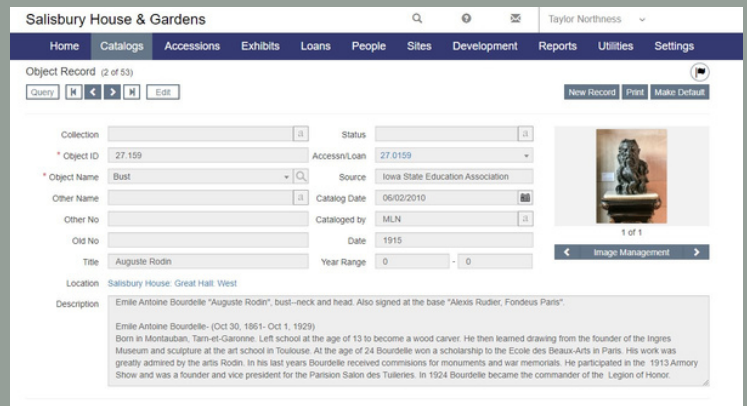 Salisbury House & Gardens
Taylor Northness
Home Catalogs Accessions Exhibits Loans People Sites Development Reports Utilities Settings
Object Record (2 of 53)
Query Edit New Record Print Make Default
Collection a Status a
* Object ID 27.159 Accessn/Loan 27.0159
* Object Name Bust Source Iowa State Education Association
Other Name a Catalog Date 06/02/2010
Other No Cataloged by MLN a
1 of 1
Old No Date 1915
Image Management
Title Auguste Rodin Year Range 0 - 0
Location Salisbury House: Great Hall: West
Description Emile Antoine Bourdelle "Auguste Rodin", bust--neck and head. Also signed at the base "Alexis Rudier, Fondeus Paris".
Emile Antoine Bourdelle- (Oct 30, 1861- Oct 1, 1929)
Born in Montauban, Tarn-et-Garonne. Left school at the age of 13 to become a wood carver. He then learned drawing from the founder of the Ingres
Museum and sculpture at the art school in Toulouse. At the age of 24 Bourdelle won a scholarship to the Ecole des Beaux-Arts in Paris. His work was
greatly admired by the artis Rodin. In his last years Bourdelle received commisions for monuments and war memorials. He participated in the 1913 Armory
Show and was a founder and vice president for the Parision Salon des Tuileries. In 1924 Bourdelle became the commander of the Legion of Honor.